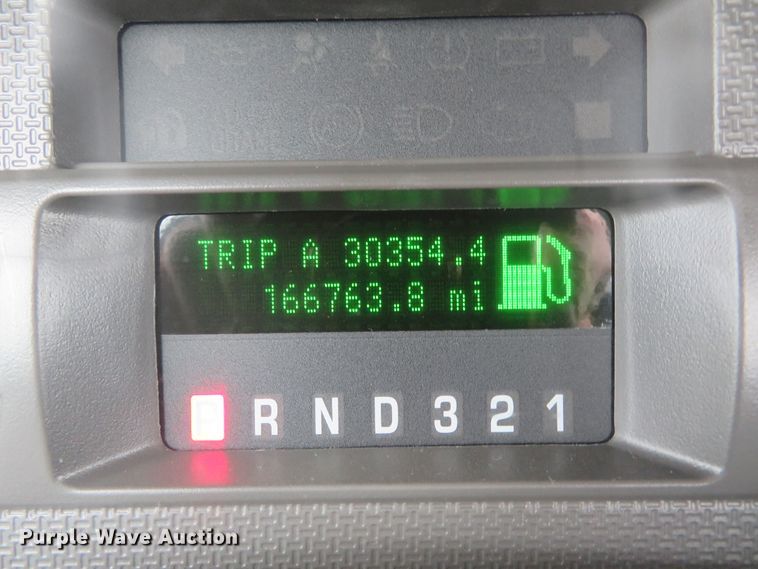 TRIP A 30354.4
166763.8 mi
P R N D 3 2 1
Purple Wave Auction